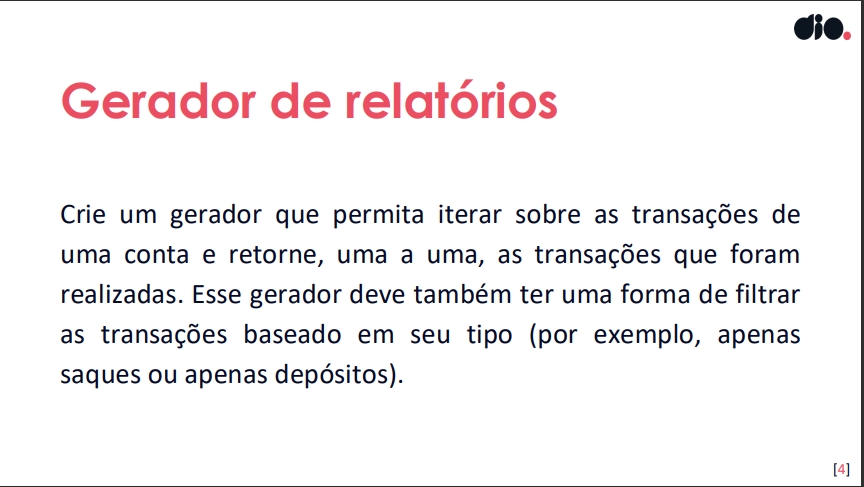 dio.
Gerador de relatórios
Crie um gerador que permita iterar sobre as transações de
uma conta e retorne, uma a uma, as transações que foram
realizadas. Esse gerador deve também ter uma forma de filtrar
as transações baseado em seu tipo (por exemplo, apenas
saques ou apenas depósitos).
[4]